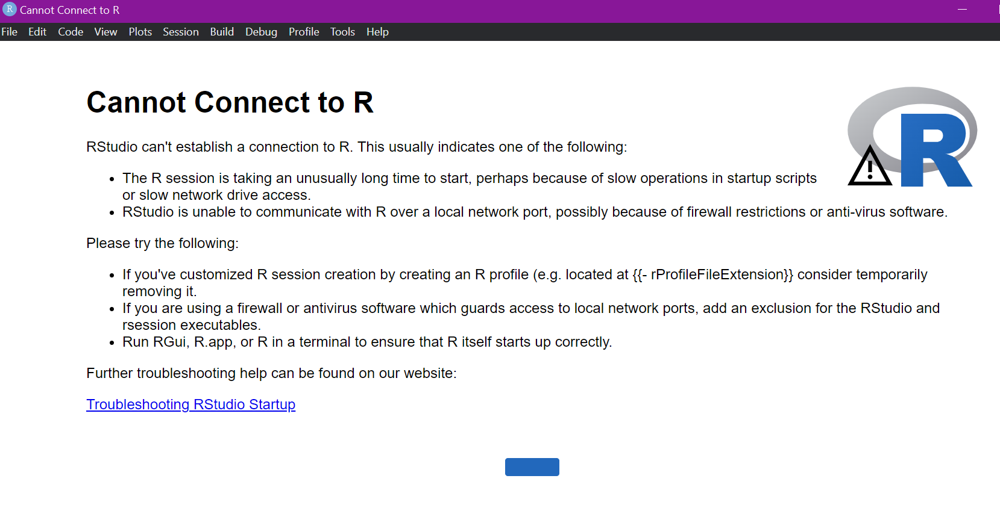 R Cannot Connect to R
File Edit Code View Plots Session Build Debug Profile Tools Help
Cannot Connect to R
R
RStudio can't establish a connection to R. This usually indicates one of the following:
• The R session is taking an unusually long time to start, perhaps because of slow operations in startup scripts
or slow network drive access.
• RStudio is unable to communicate with R over a local network port, possibly because of firewall restrictions or anti-virus software.
Please try the following:
• If you've customized R session creation by creating an R profile (e.g. located at {{- rProfileFileExtension}} consider temporarily
removing it.
• If you are using a firewall or antivirus software which guards access to local network ports, add an exclusion for the RStudio and
rsession executables.
• Run RGui, R.app, or R in a terminal to ensure that R itself starts up correctly.
Further troubleshooting help can be found on our website:
Troubleshooting RStudio Startup